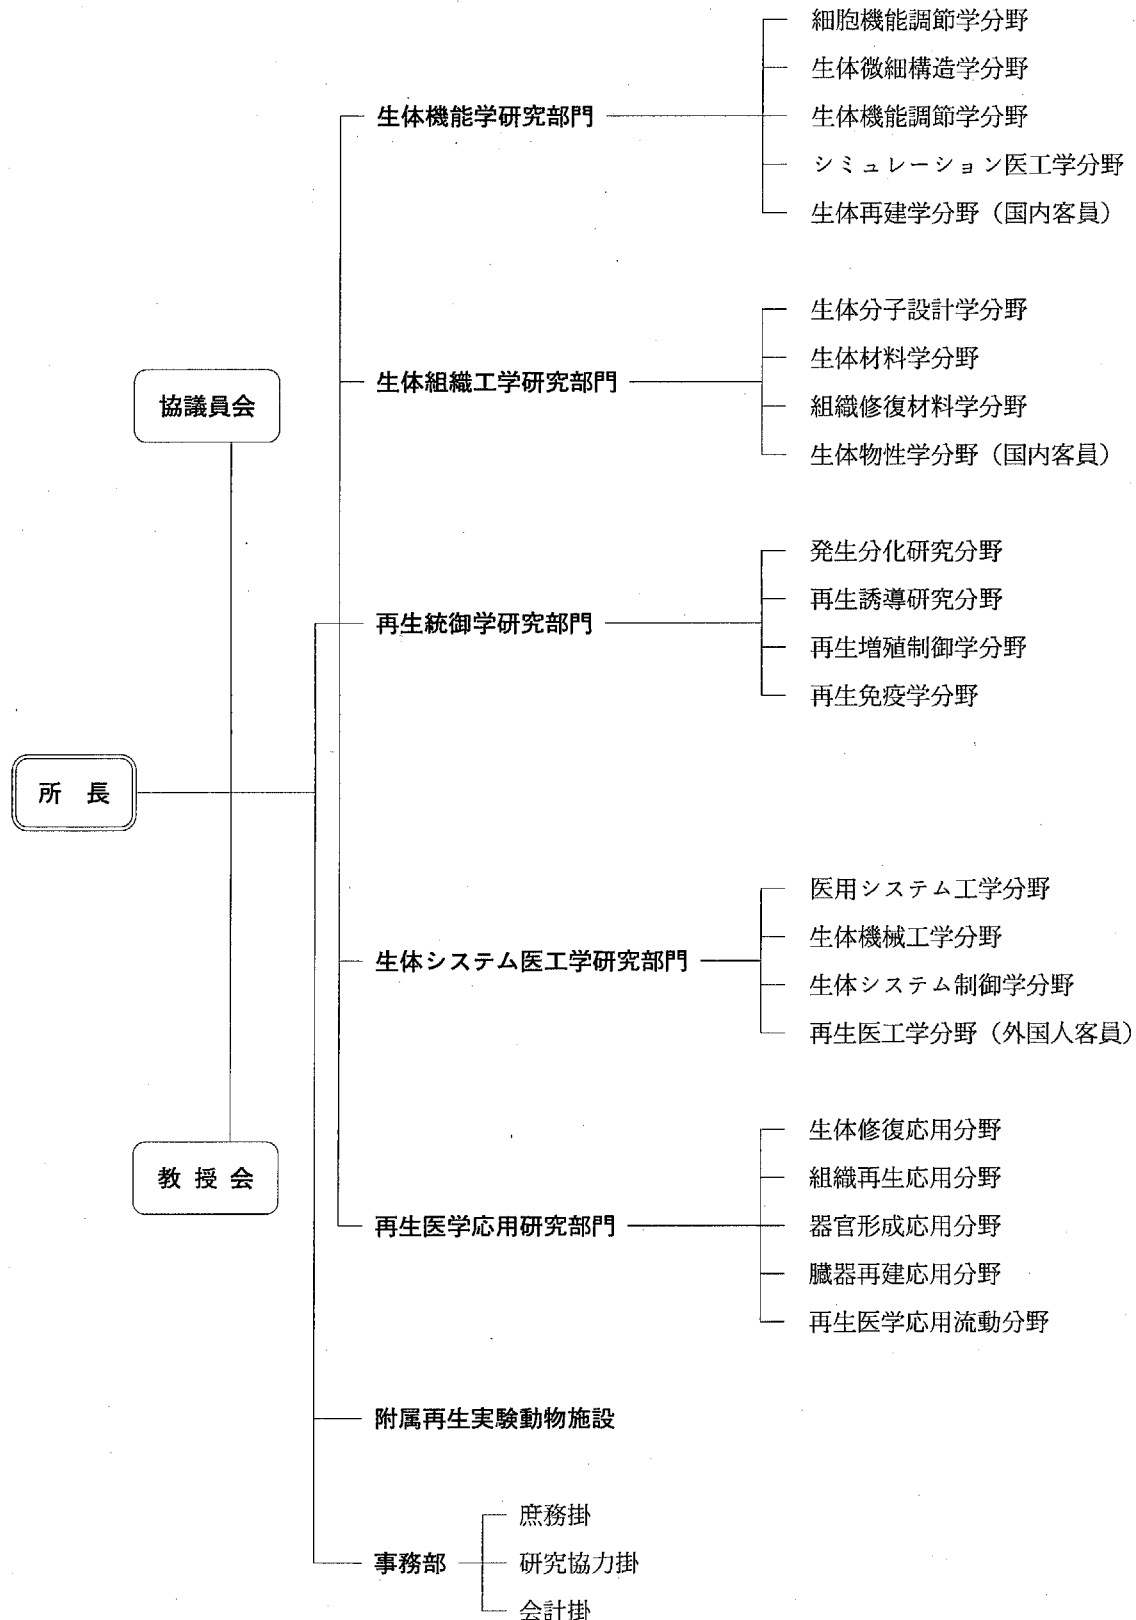 協議員会
所 長
教 授 会
生体機能学研究部門
細胞機能調節学分野
生体微細構造学分野
生体機能調節学分野
シミュレーション医工学分野
生体再建学分野（国内客員）
生体組織工学研究部門
生体分子設計学分野
生体材料学分野
組織修復材料学分野
生体物性学分野（国内客員）
再生統御学研究部門
発生分化研究分野
再生誘導研究分野
再生増殖制御学分野
再生免疫学分野
生体システム医工学研究部門
医用システム工学分野
生体機械工学分野
生体システム制御学分野
再生医工学分野（外国人客員）
再生医学応用研究部門
生体修復応用分野
組織再生応用分野
器官形成応用分野
臓器再建応用分野
再生医学応用流動分野
附属再生実験動物施設
事務部
庶務掛
研究協力掛
会計掛